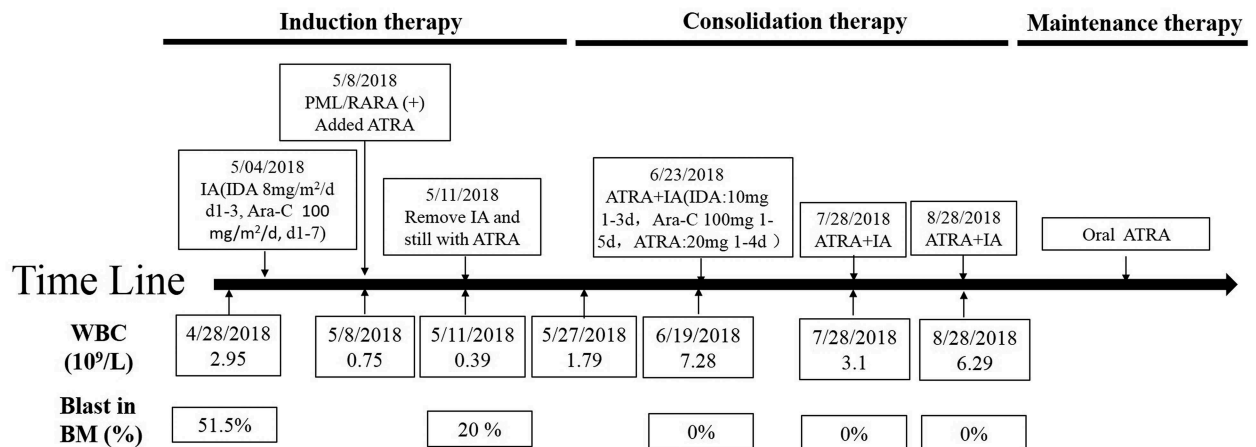 Induction therapy
Consolidation therapy
Maintenance therapy
5/8/2018
PML/RARA (+)
Added ATRA
5/04/2018
IA(IDA 8mg/m²/d
d1-3, Ara-C 100
mg/m²/d, d1-7)
5/11/2018
Remove IA and
still with ATRA
6/23/2018
ATRA+IA(IDA:10mg
1-3d，Ara-C 100mg 1-
5d，ATRA:20mg 1-4d ）
7/28/2018
ATRA+IA
8/28/2018
ATRA+IA
Oral ATRA
Time Line
WBC
(10⁹/L)
4/28/2018
2.95
5/8/2018
0.75
5/11/2018
0.39
5/27/2018
1.79
6/19/2018
7.28
7/28/2018
3.1
8/28/2018
6.29
Blast in
BM (%)
51.5%
20 %
0%
0%
0%